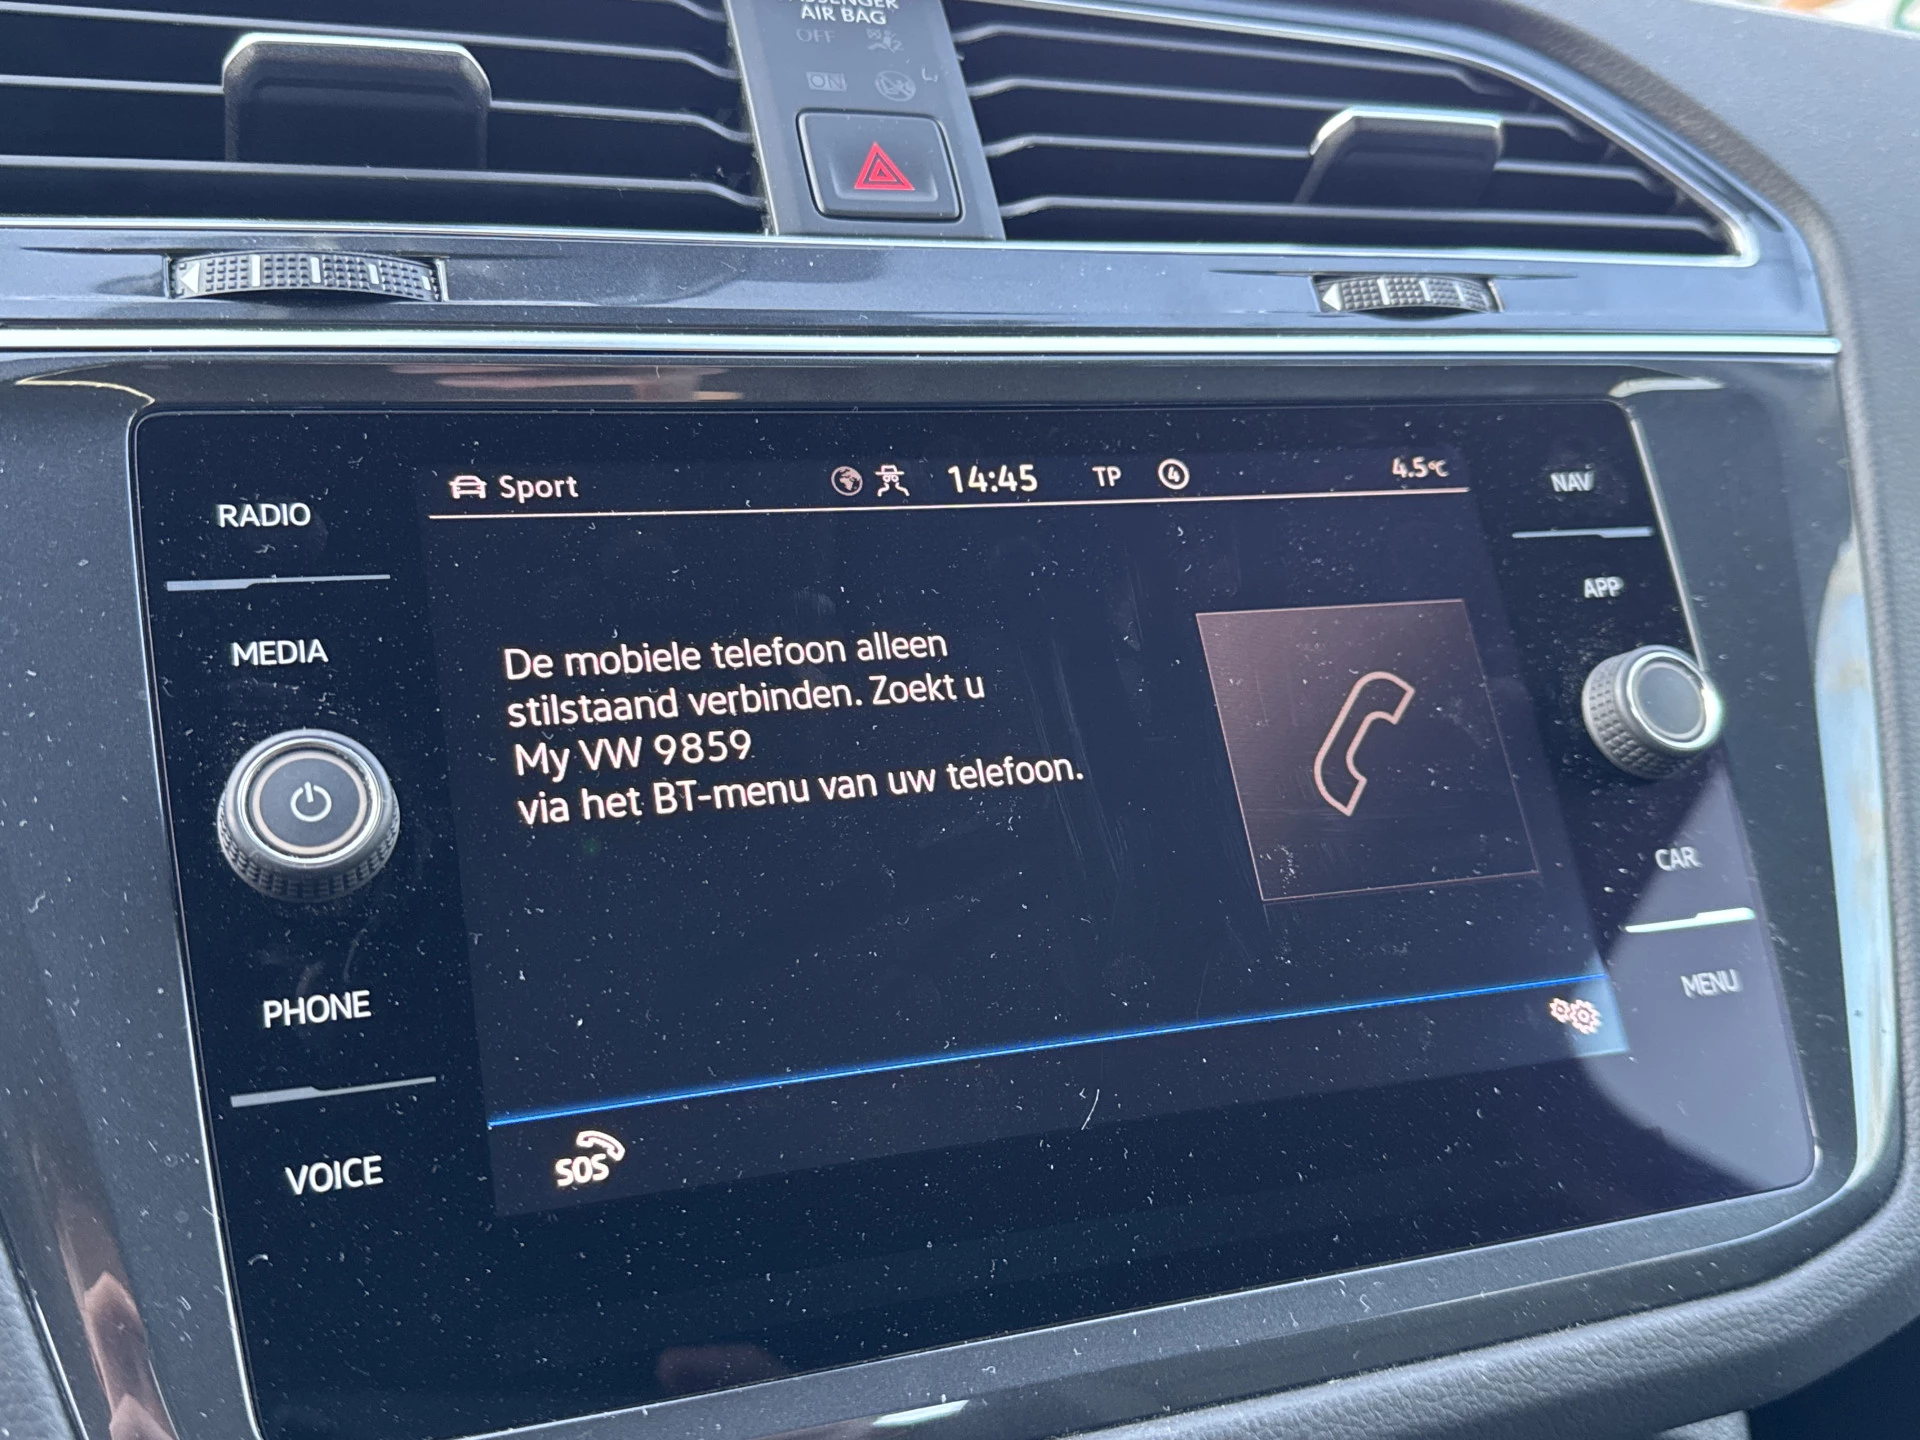 AIR BAG
OFF
ON
Sport
14:45
TP
4
4.5°C
RADIO
MEDIA
PHONE
VOICE
De mobiele telefoon alleen
stilstaand verbinden. Zoekt u
My VW 9859
via het BT-menu van uw telefoon.
SOS
NAV
APP
CAR
MENU